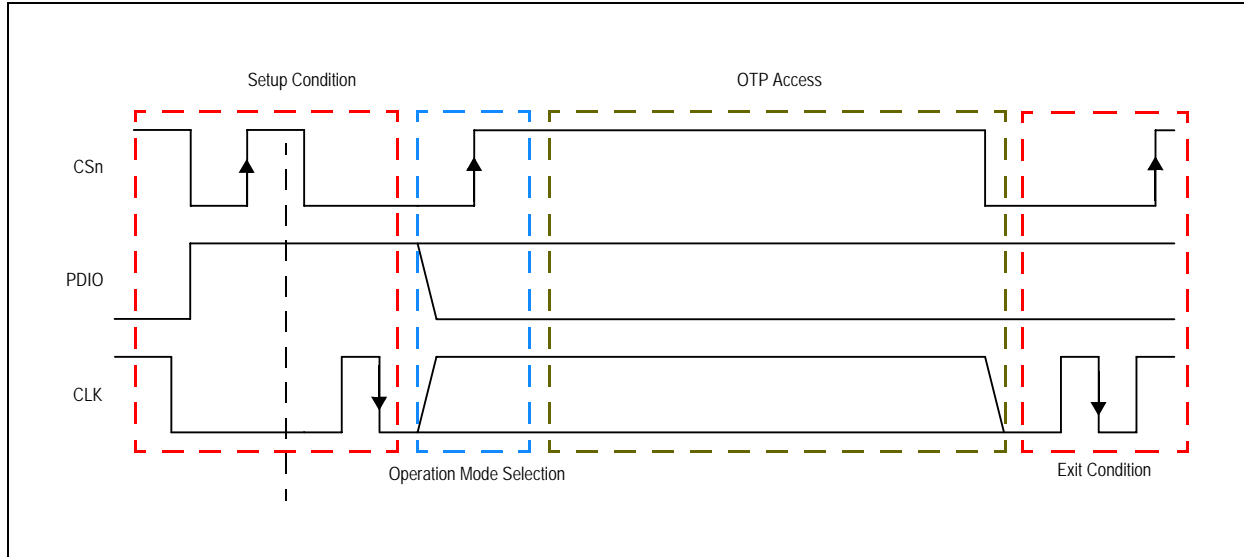 Setup Condition
OTP Access
CSn
PDIO
CLK
Operation Mode Selection
Exit Condition